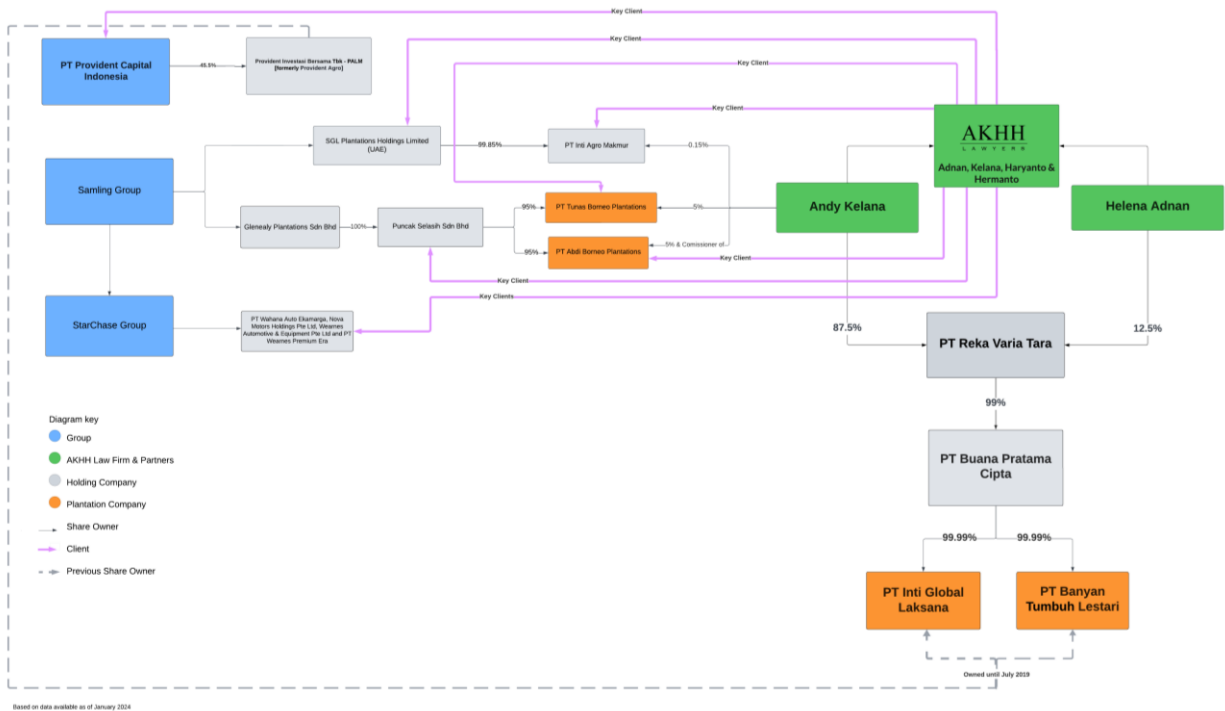 Key Client
PT Provident Capital
Indonesia
45.5%
Provident Investasi Bersama Tbk - PALM
[formerly Provident Agro]
Key Client
Key Client
Key Client
AKHH
LAWYERS
Adnan, Kelana, Haryanto &
Hermanto
SGL Plantations Holdings Limited
(UAE)
99.85%
PT Inti Agro Makmur
0.15%
Samling Group
Andy Kelana
Helena Adnan
95%
PT Tunas Borneo Plantations
5%
Glenealy Plantations Sdn Bhd
100%
Puncak Selasih Sdn Bhd
95%
PT Abdi Borneo Plantations
5% & Comissioner of
Key Client
Key Client
Key Clients
StarChase Group
PT Wahana Auto Ekamarga, Nova
Motors Holdings Pte Ltd, Wearnes
Automotive & Equipment Pte Ltd and PT
Wearnes Premium Era
87.5%
PT Reka Varia Tara
12.5%
99%
Diagram key
Group
AKHH Law Firm & Partners
Holding Company
Plantation Company
Share Owner
Client
Previous Share Owner
PT Buana Pratama
Cipta
99.99%
99.99%
PT Inti Global
Laksana
PT Banyan
Tumbuh Lestari
Owned until July 2019
Based on data available as of January 2024